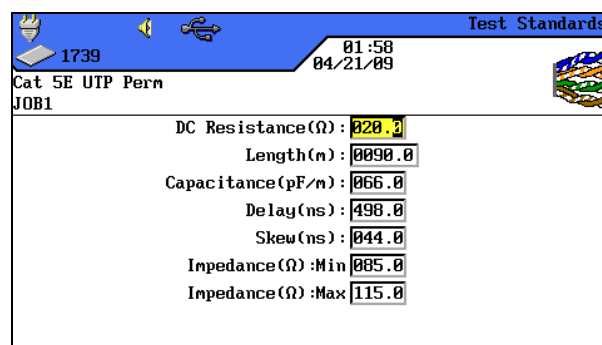 Test Standards
1739
01:58
04/21/09
Cat 5E UTP Perm
JOB1
DC Resistance(Ω): 020.0
Length(m): 0090.0
Capacitance(pF/m): 066.0
Delay(ns): 498.0
Skew(ns): 044.0
Impedance(Ω):Min 085.0
Impedance(Ω):Max 115.0